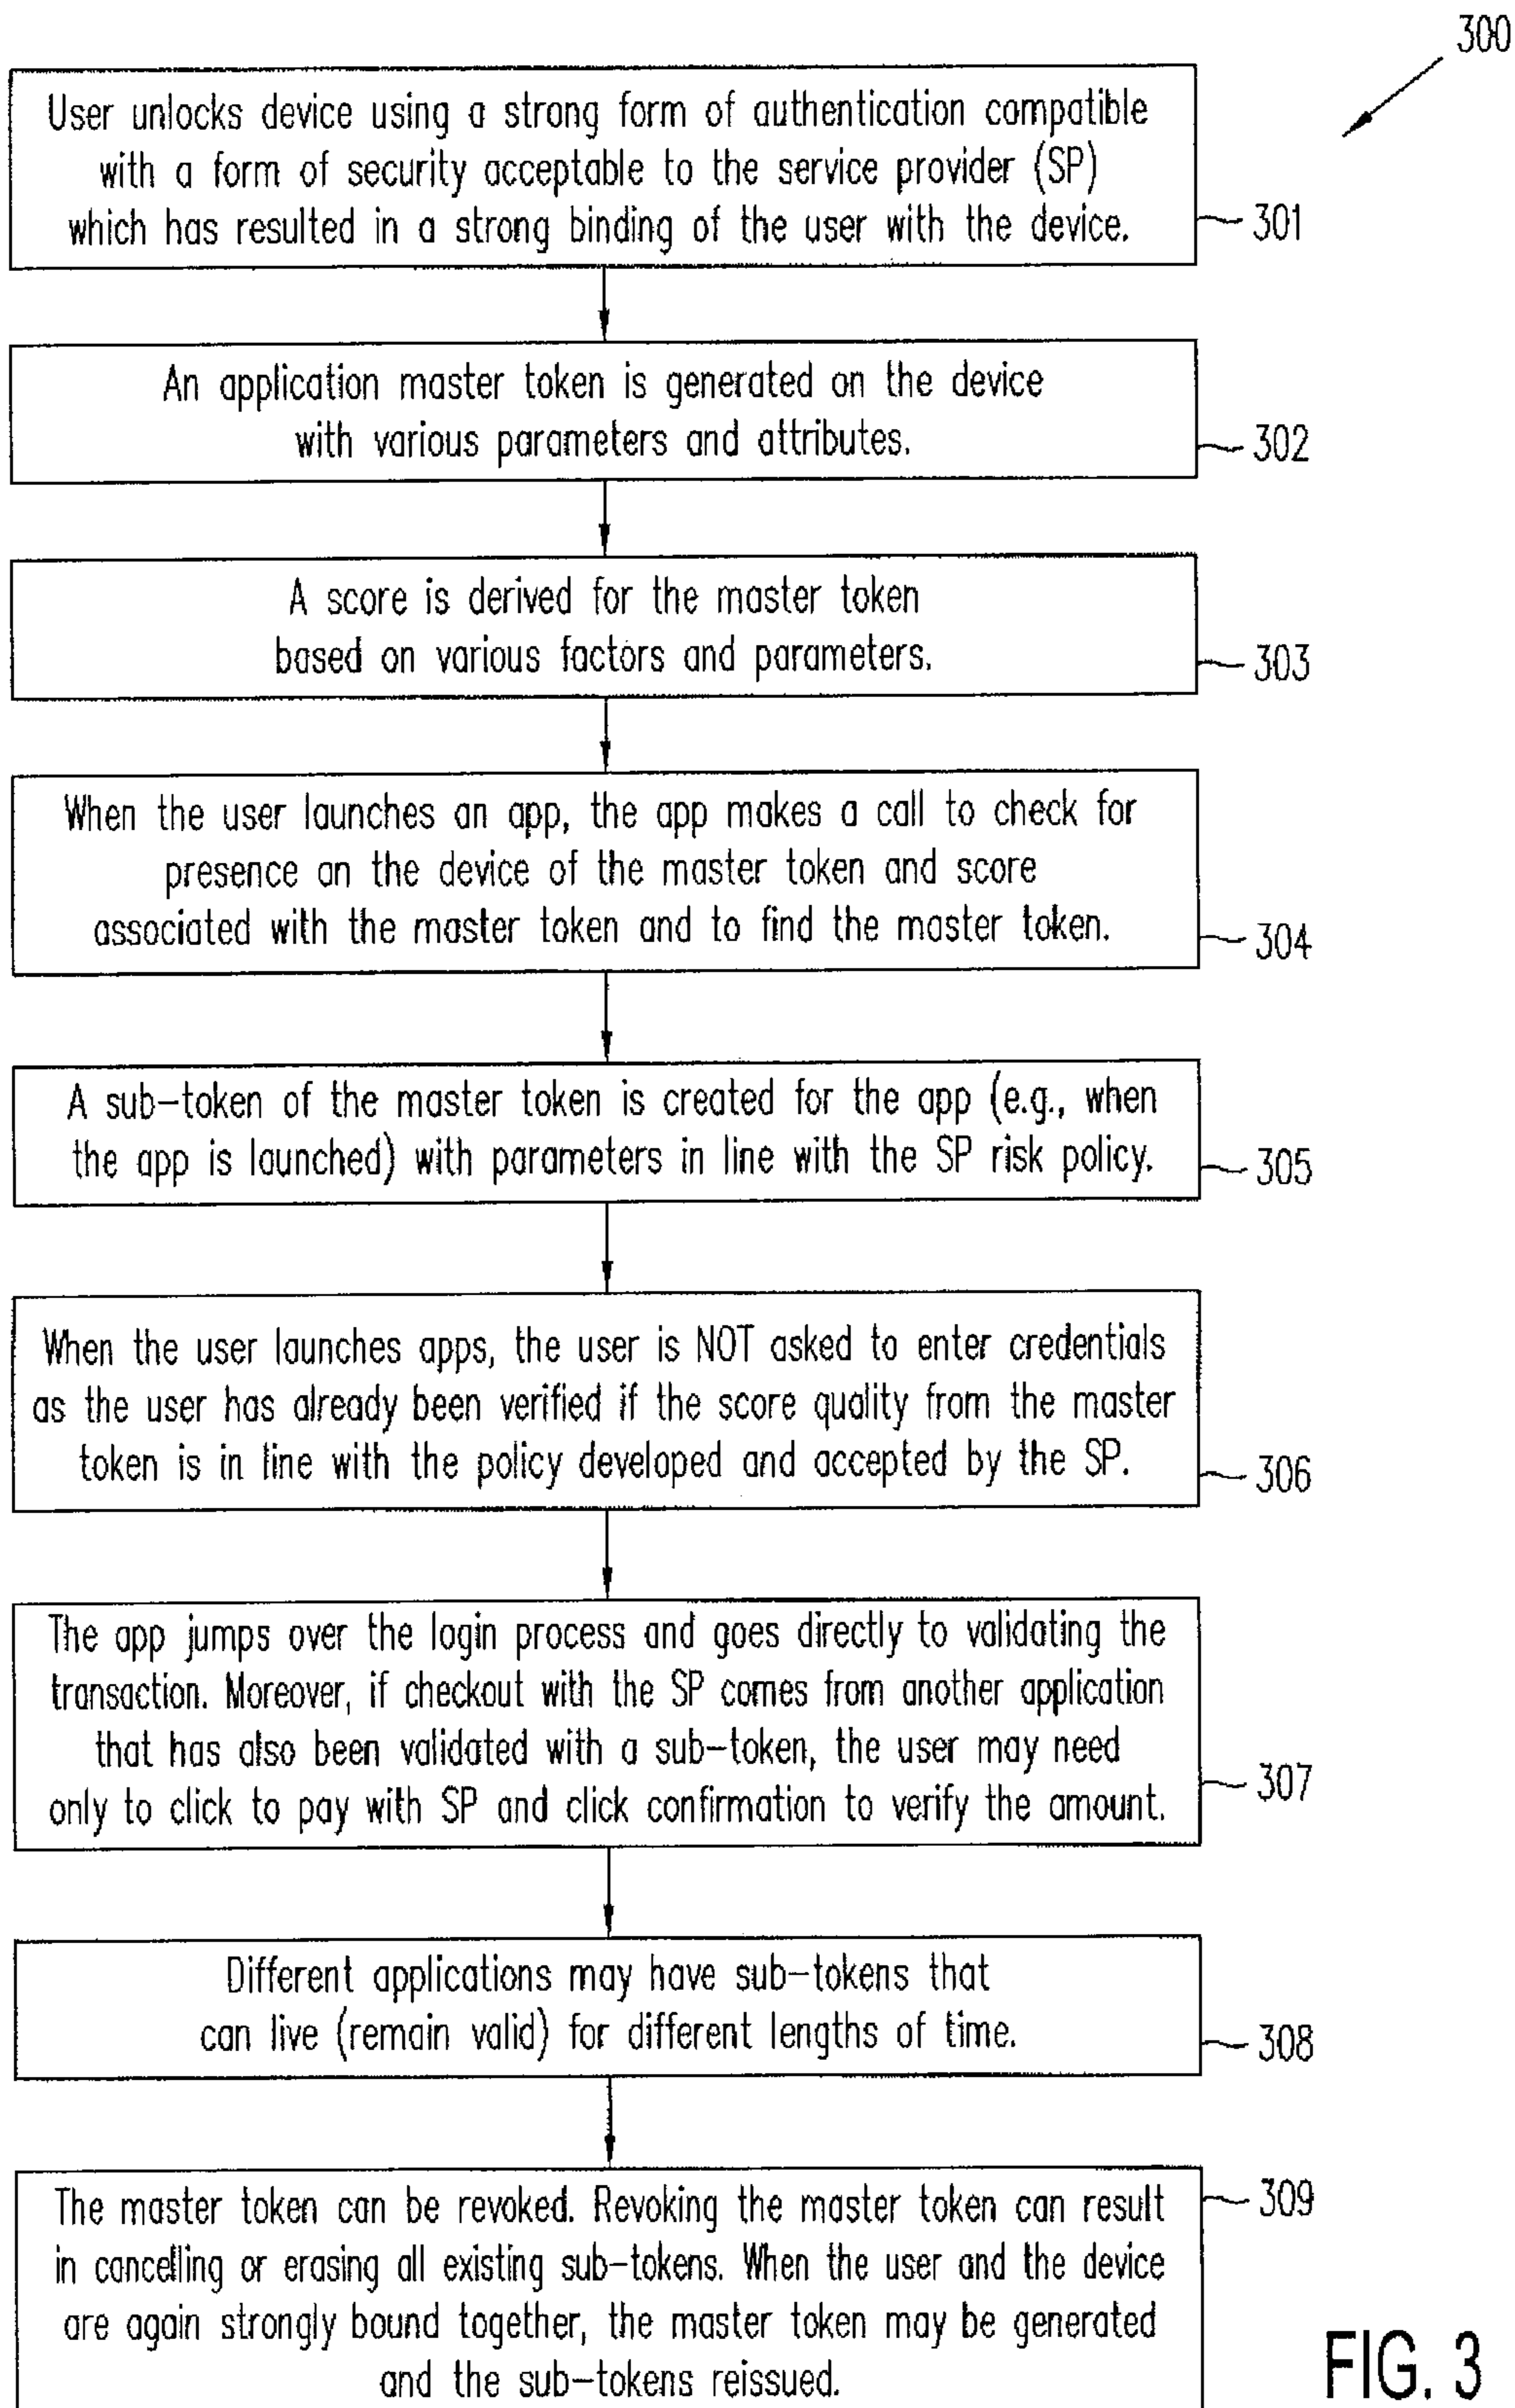 300
User unlocks device using a strong form of authentication compatible
with a form of security acceptable to the service provider (SP)
which has resulted in a strong binding of the user with the device.
301
An application master token is generated on the device
with various parameters and attributes.
302
A score is derived for the master token
based on various factors and parameters.
303
When the user launches an app, the app makes a call to check for
presence on the device of the master token and score
associated with the master token and to find the master token.
304
A sub-token of the master token is created for the app (e.g., when
the app is launched) with parameters in line with the SP risk policy.
305
When the user launches apps, the user is NOT asked to enter credentials
as the user has already been verified if the score quality from the master
token is in line with the policy developed and accepted by the SP.
306
The app jumps over the login process and goes directly to validating the
transaction. Moreover, if checkout with the SP comes from another application
that has also been validated with a sub-token, the user may need
only to click to pay with SP and click confirmation to verify the amount.
307
Different applications may have sub-tokens that
can live (remain valid) for different lengths of time.
308
The master token can be revoked. Revoking the master token can result
in cancelling or erasing all existing sub-tokens. When the user and the device
are again strongly bound together, the master token may be generated
and the sub-tokens reissued.
309
FIG. 3